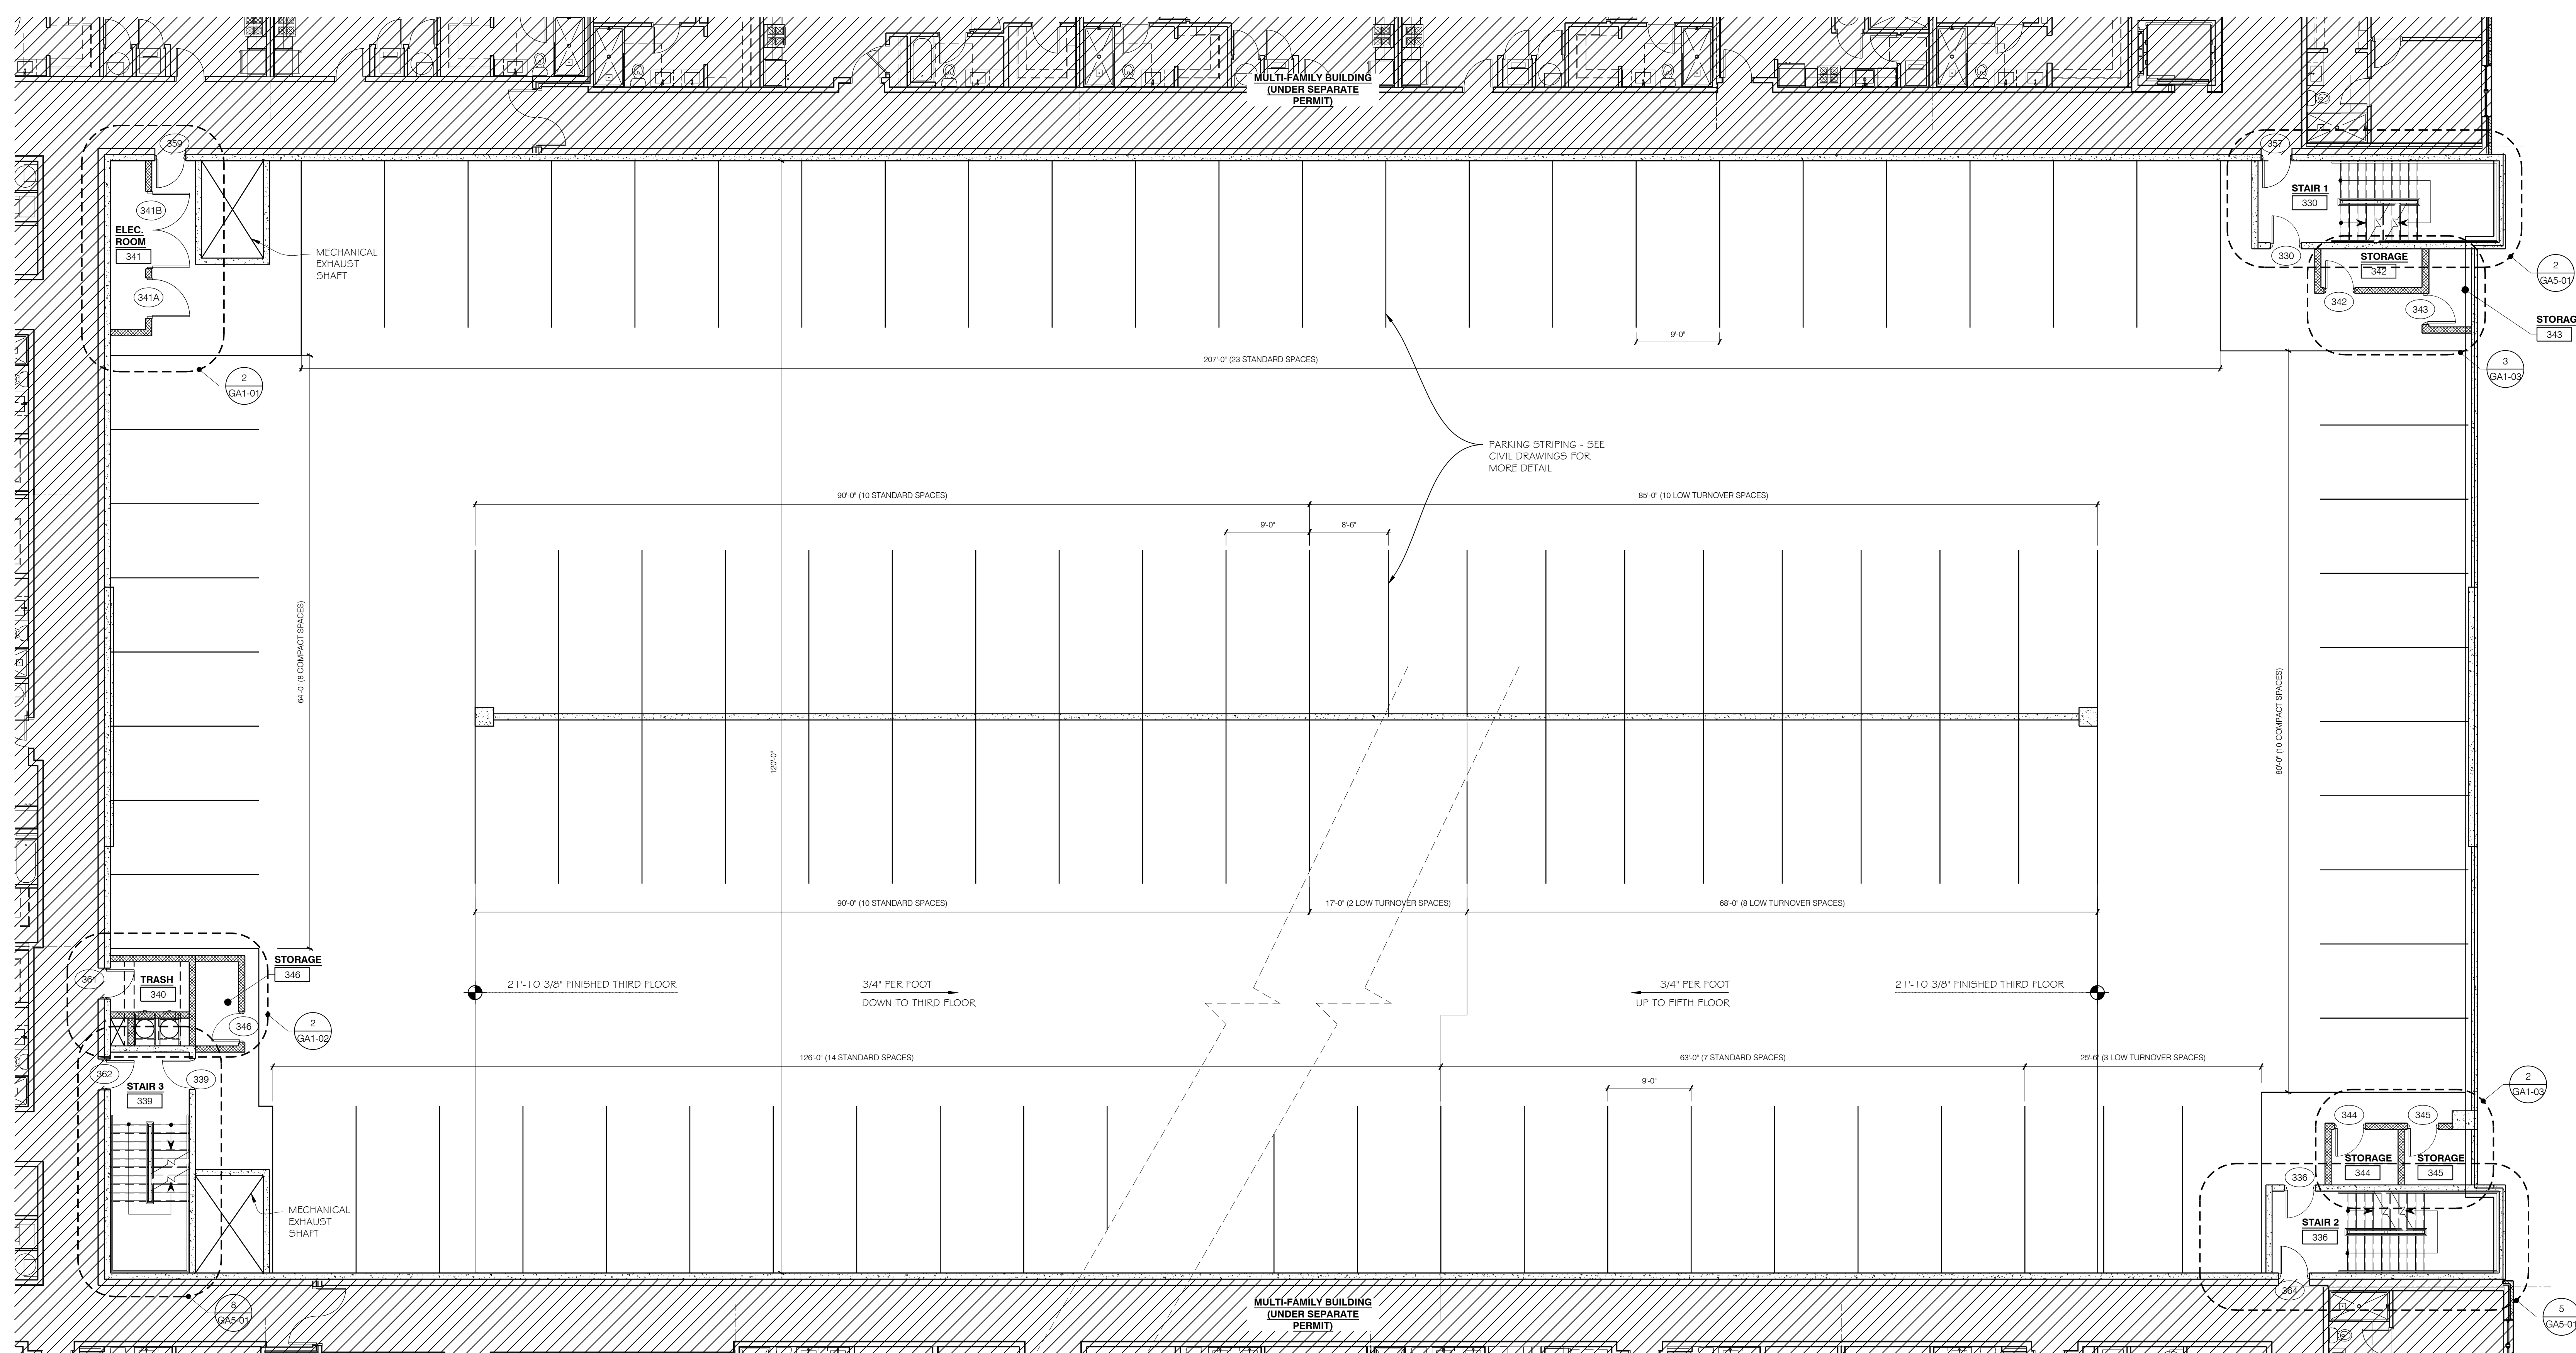 MULTI-FAMILY BUILDING
(UNDER SEPARATE
PERMIT)
359
357
341B
ELEC.
ROOM
341
341A
MECHANICAL
EXHAUST
SHAFT
STAIR 1
330
330
STORAGE
342
342
343
2
GA5-01
STORAG
343
3
GA1-03
2
GA1-01
9'-0"
207'-0" (23 STANDARD SPACES)
PARKING STRIPING - SEE
CIVIL DRAWINGS FOR
MORE DETAIL
90'-0" (10 STANDARD SPACES)
85'-0" (10 LOW TURNOVER SPACES)
9'-0"
8'-6"
64'-0" (8 COMPACT SPACES)
120'-0"
80'-0" (10 COMPACT SPACES)
90'-0" (10 STANDARD SPACES)
17'-0" (2 LOW TURNOVER SPACES)
68'-0" (8 LOW TURNOVER SPACES)
361
TRASH
340
STORAGE
346
346
2
GA1-02
21'-10 3/8" FINISHED THIRD FLOOR
3/4" PER FOOT
DOWN TO THIRD FLOOR
3/4" PER FOOT
UP TO FIFTH FLOOR
21'-10 3/8" FINISHED THIRD FLOOR
126'-0" (14 STANDARD SPACES)
63'-0" (7 STANDARD SPACES)
25'-6" (3 LOW TURNOVER SPACES)
9'-0"
362
STAIR 3
339
339
2
GA1-03
344
345
STORAGE
344
STORAGE
345
336
STAIR 2
336
MECHANICAL
EXHAUST
SHAFT
364
8
GA5-01
5
GA5-01
MULTI-FAMILY BUILDING
(UNDER SEPARATE
PERMIT)